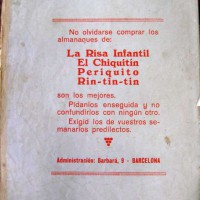 No olvidarse comprar los
almanaques de:
La Risa Infantil
El Chiquitín
Periquito
Rin-tin-tin
son los mejores.
Pídanlos enseguida y no
confundirlos con ningún otro.
Exigid los de vuestros se-
manarios predilectos.
Administración: Barbará, 9 - BARCELONA